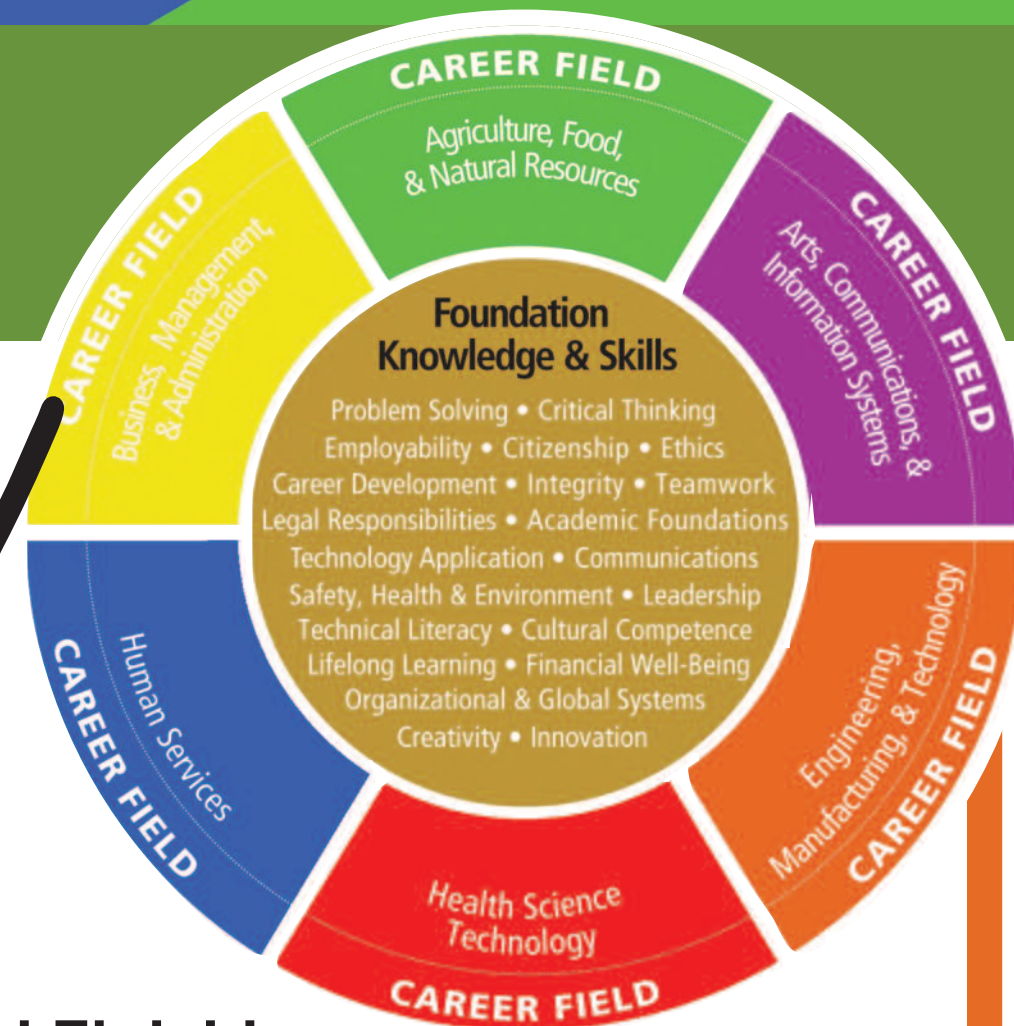 CAREER FIELD
Agriculture, Food,
& Natural Resources
CAREER FIELD
Arts, Communications, &
Information Systems
CAREER FIELD
Engineering,
Manufacturing, & Technology
CAREER FIELD
Health Science
Technology
CAREER FIELD
Human Services
CAREER FIELD
Business, Management,
& Administration
Foundation
Knowledge & Skills
Problem Solving • Critical Thinking
Employability • Citizenship • Ethics
Career Development • Integrity • Teamwork
Legal Responsibilities • Academic Foundations
Technology Application • Communications
Safety, Health & Environment • Leadership
Technical Literacy • Cultural Competence
Lifelong Learning • Financial Well-Being
Organizational & Global Systems
Creativity • Innovation